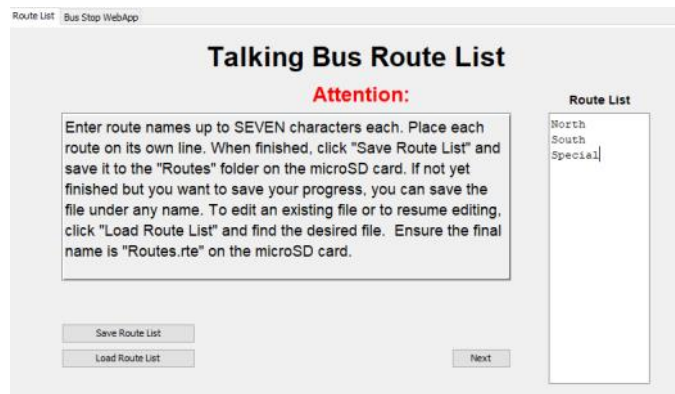 Route List Bus Stop WebApp
Talking Bus Route List
Attention:
Enter route names up to SEVEN characters each. Place each
route on its own line. When finished, click "Save Route List" and
save it to the "Routes" folder on the microSD card. If not yet
finished but you want to save your progress, you can save the
file under any name. To edit an existing file or to resume editing,
click "Load Route List" and find the desired file.  Ensure the final
name is "Routes.rte" on the microSD card.
Save Route List
Load Route List
Next
Route List
North
South
Special